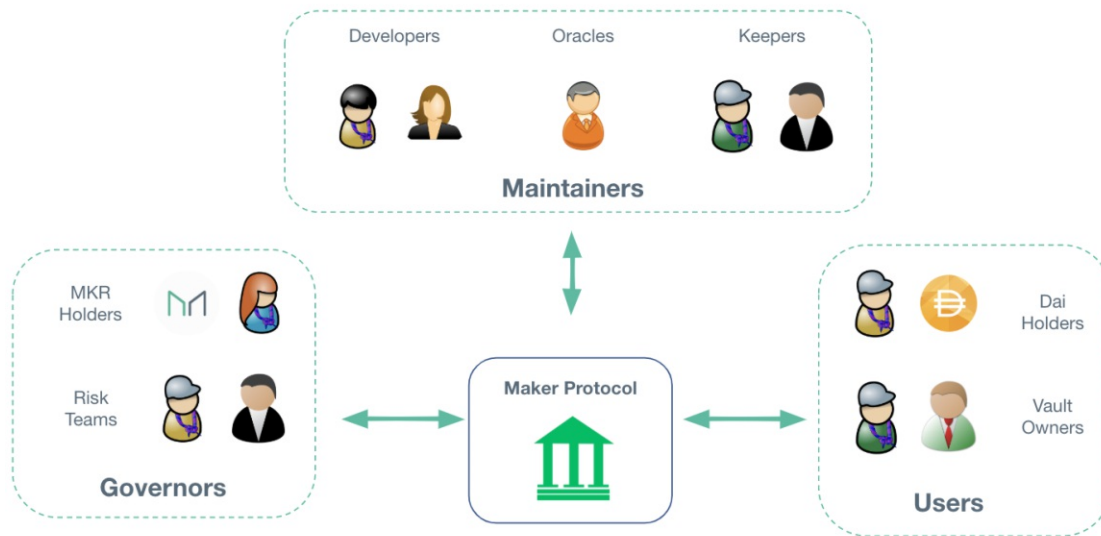 Developers
Oracles
Keepers
Maintainers
MKR
Holders
Risk
Teams
Governors
Maker Protocol
Dai
Holders
Vault
Owners
Users